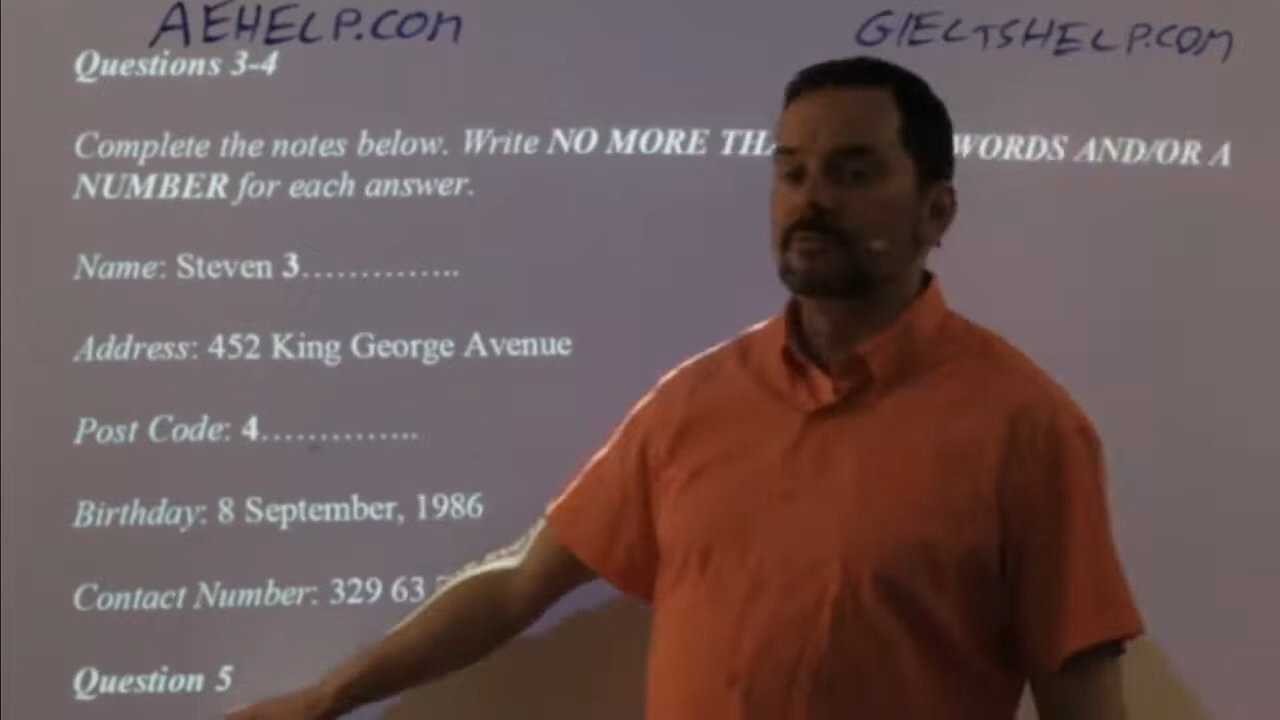 AEHELP.COM
GIELTSHELP.COM
Questions 3-4
Complete the notes below. Write NO MORE WORDS AND/OR A
NUMBER for each answer.
Name: Steven 3..............
Address: 452 King George Avenue
Post Code: 4..............
Birthday: 8 September, 1986
Contact Number: 329 63
Question 5